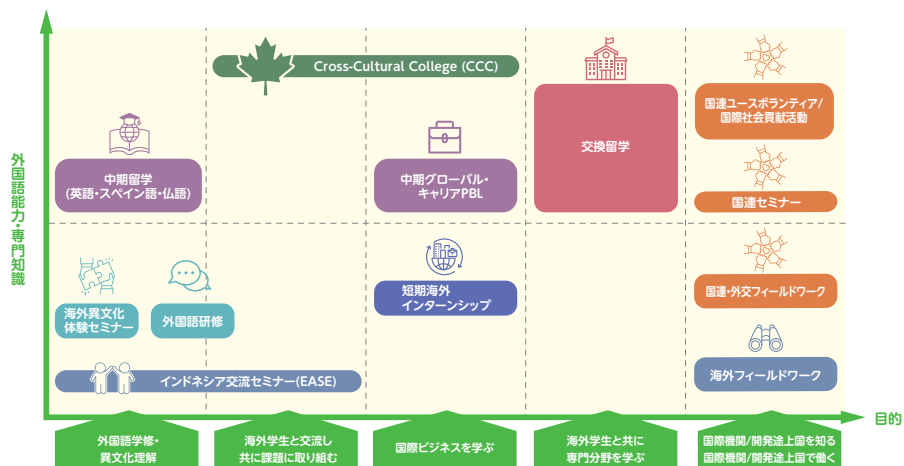 外国語能力・専門知識
Cross-Cultural College (CCC)
中期留学
(英語・スペイン語・仏語)
中期グローバル・
キャリアPBL
交換留学
国連ユースボランティア/
国際社会貢献活動
国連セミナー
海外異文化
体験セミナー
外国語研修
短期海外
インターンシップ
国連・外交フィールドワーク
インドネシア交流セミナー(EASE)
海外フィールドワーク
目的
外国語学修・
異文化理解
海外学生と交流し
共に課題に取り組む
国際ビジネスを学ぶ
海外学生と共に
専門分野を学ぶ
国際機関/開発途上国を知る
国際機関/開発途上国で働く